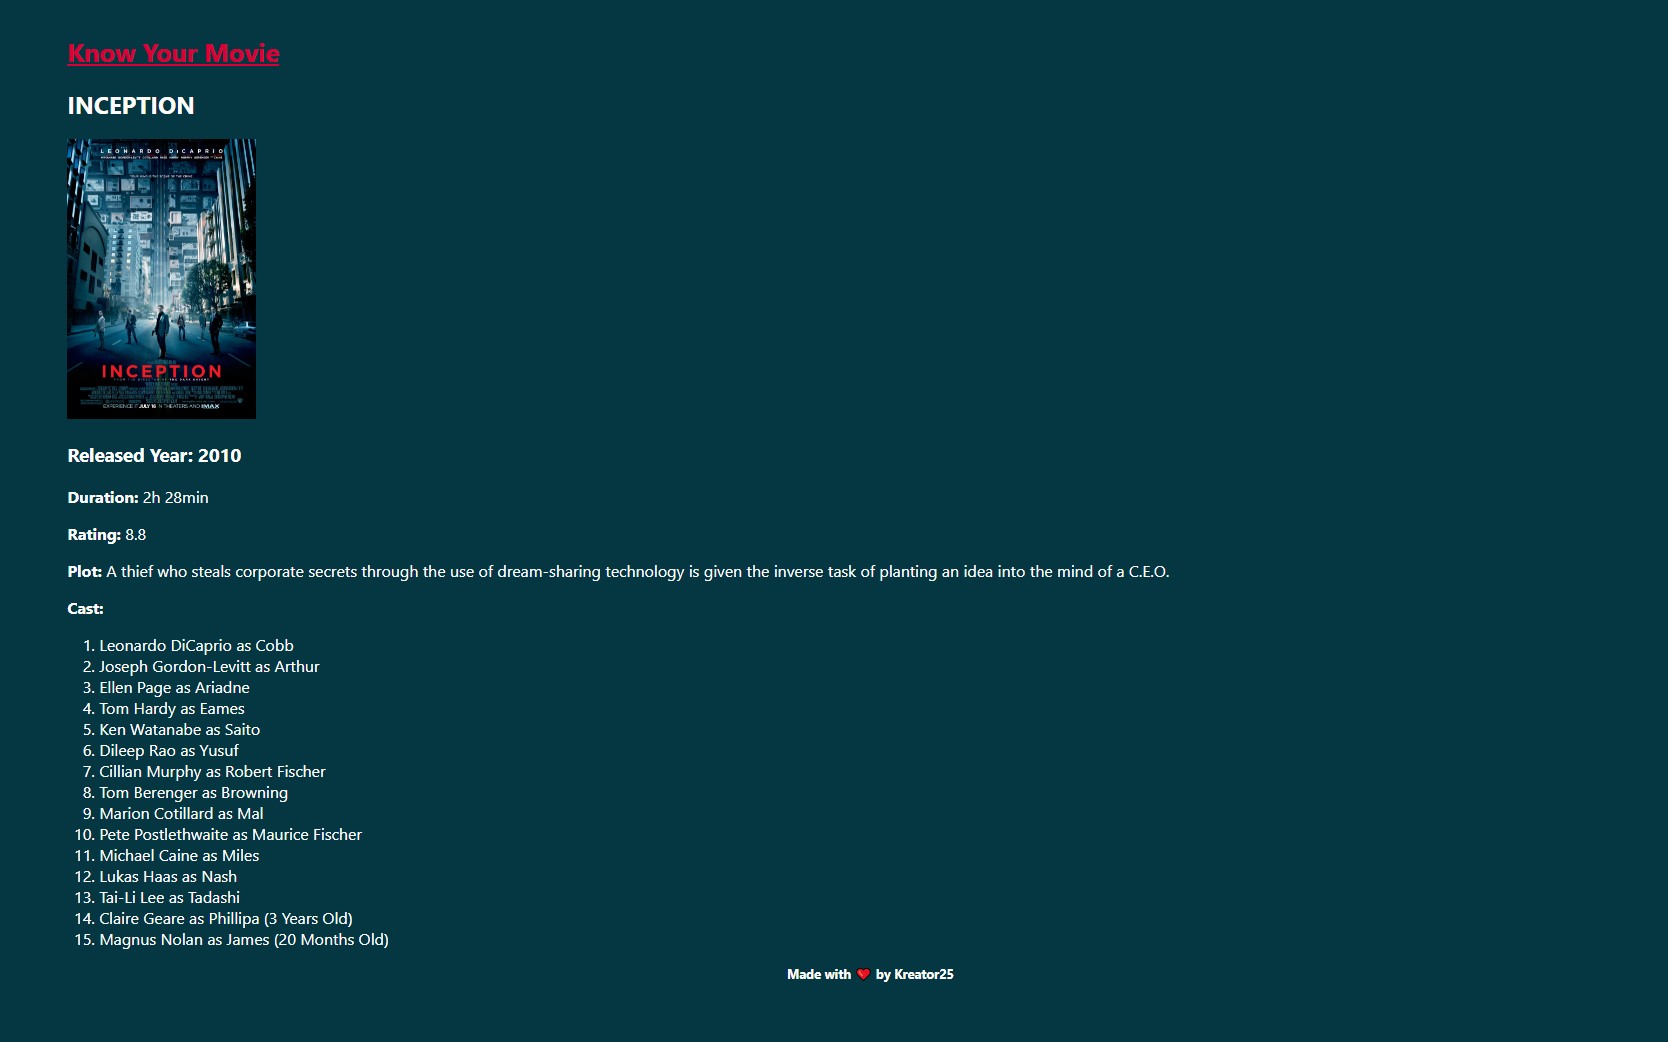 Know Your Movie
INCEPTION
LEONARDO DiCAPRIO
INCEPTION
EXPERIENCE IT JULY 16 IN THEATERS AND IMAX
Released Year: 2010
Duration: 2h 28min
Rating: 8.8
Plot: A thief who steals corporate secrets through the use of dream-sharing technology is given the inverse task of planting an idea into the mind of a C.E.O.
Cast:
1. Leonardo DiCaprio as Cobb
2. Joseph Gordon-Levitt as Arthur
3. Ellen Page as Ariadne
4. Tom Hardy as Eames
5. Ken Watanabe as Saito
6. Dileep Rao as Yusuf
7. Cillian Murphy as Robert Fischer
8. Tom Berenger as Browning
9. Marion Cotillard as Mal
10. Pete Postlethwaite as Maurice Fischer
11. Michael Caine as Miles
12. Lukas Haas as Nash
13. Tai-Li Lee as Tadashi
14. Claire Geare as Phillipa (3 Years Old)
15. Magnus Nolan as James (20 Months Old)
Made with ❤️ by Kreator25